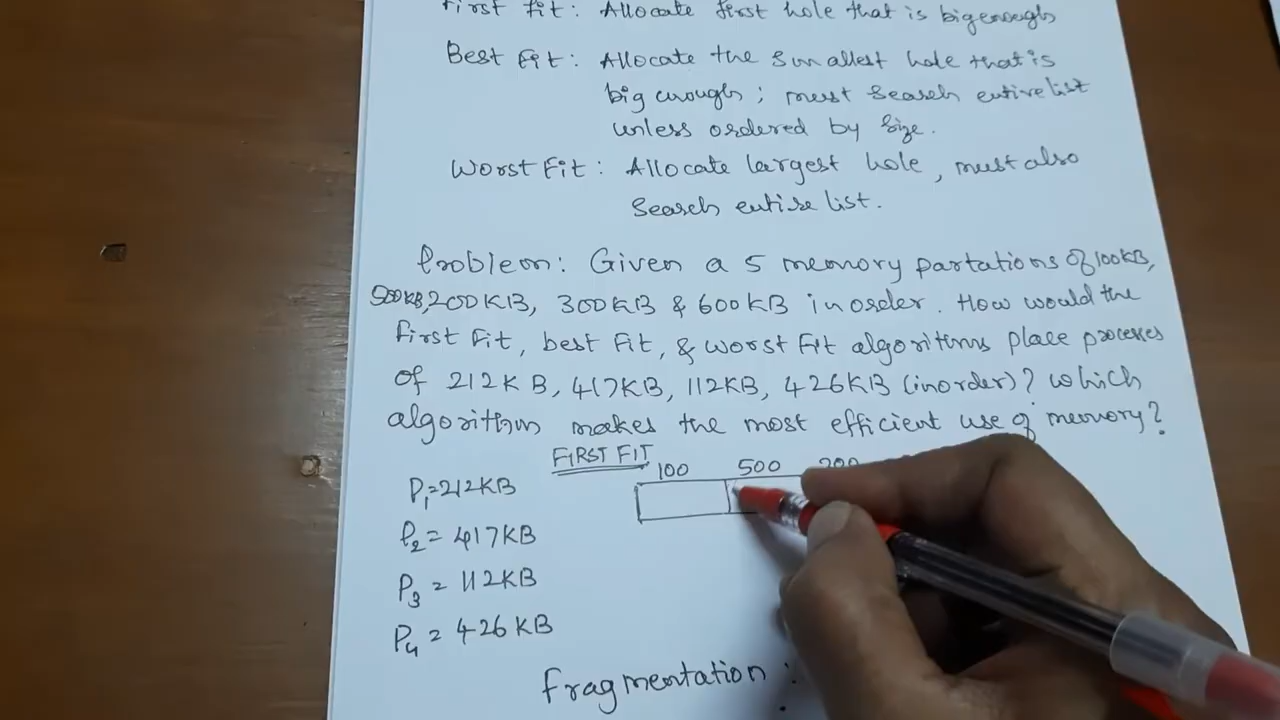 First Fit: Allocate first hole that is big enough
Best Fit: Allocate the smallest hole that is
big enough; must search entire list
unless ordered by size.
Worst Fit: Allocate largest hole, must also
search entire list.
Problem: Given a 5 memory partations of 100KB,
500KB, 200KB, 300KB & 600KB in order. How would the
First Fit, best Fit, & worst Fit algorithms place processes
of 212KB, 417KB, 112KB, 426KB (inorder)? Which
algorithm makes the most efficient use of memory?
FIRST FIT
100 500 200
P1=212KB
P2=417KB
P3=112KB
P4=426KB
Fragmentation: